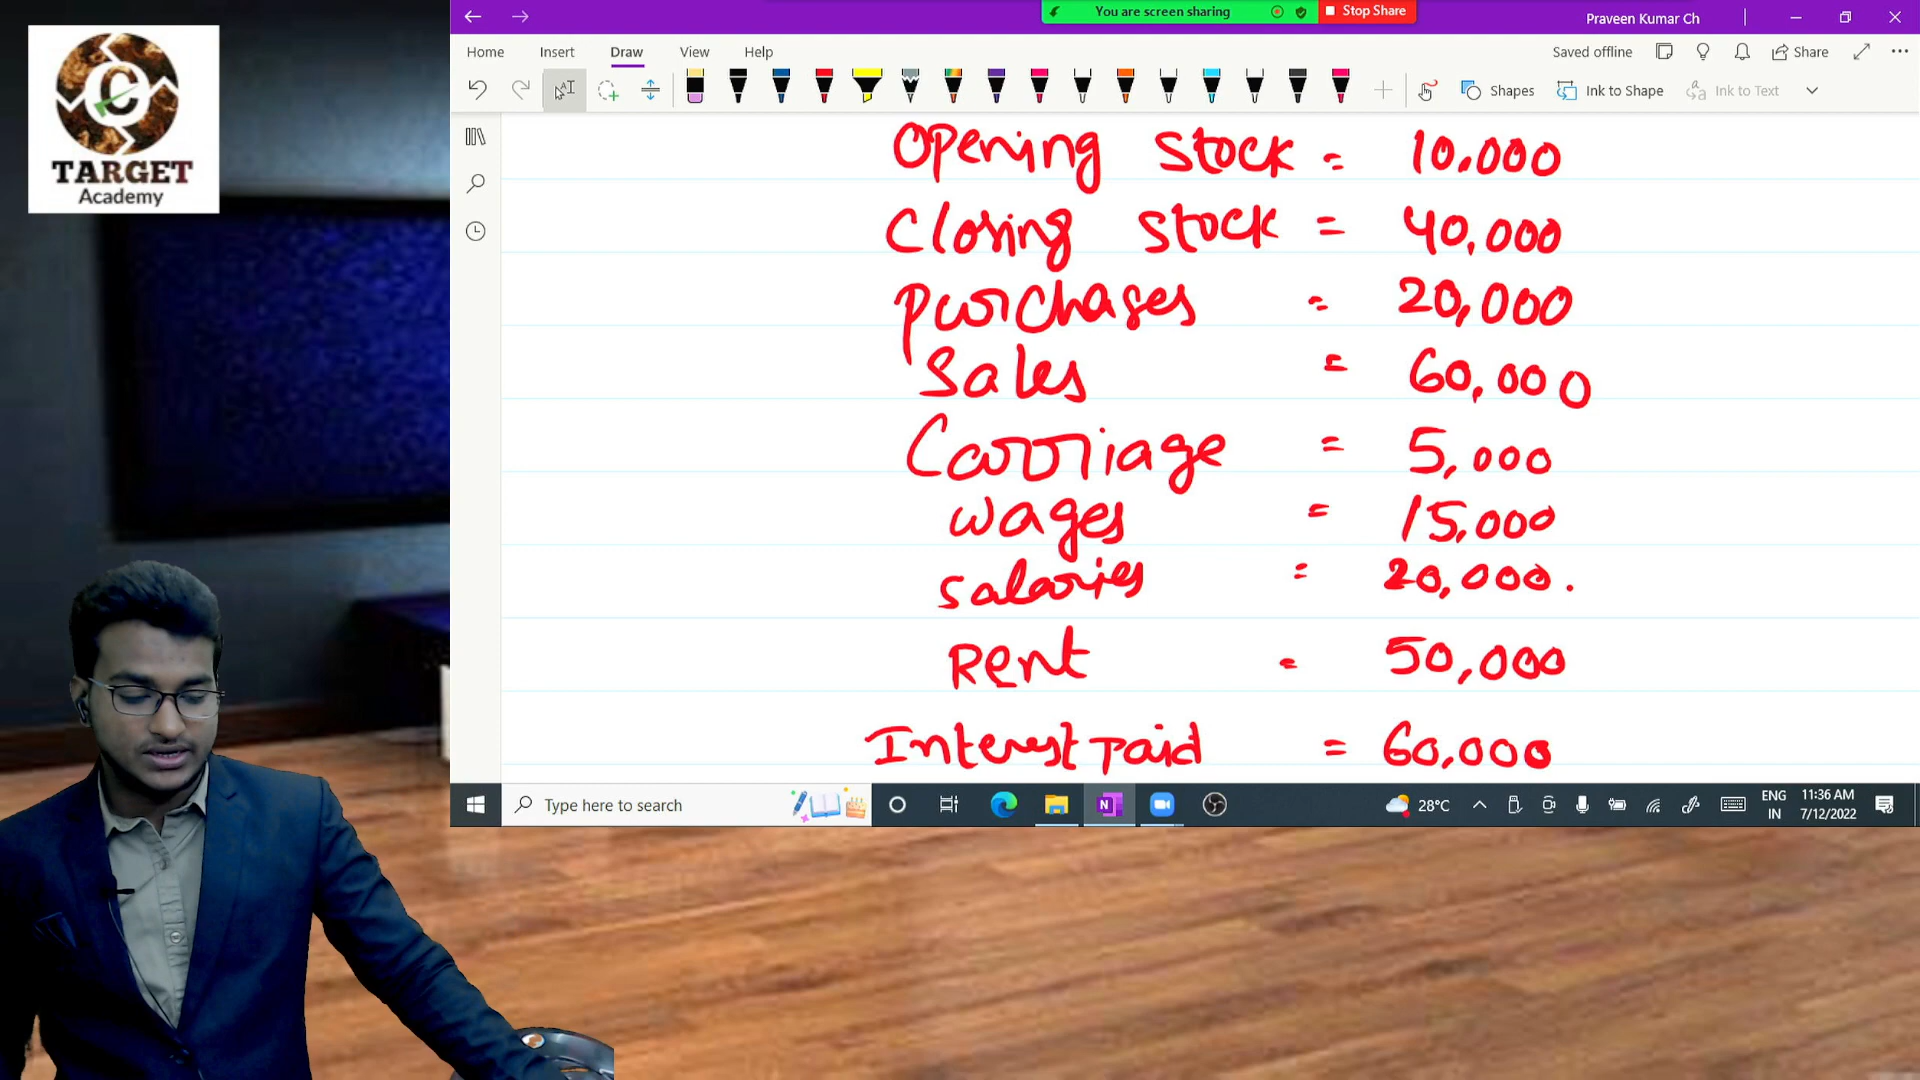 TARGET
Academy
You are screen sharing
Stop Share
Praveen Kumar Ch
Home Insert Draw View Help
Saved offline
Share
Shapes
Ink to Shape
Ink to Text
Opening Stock = 10,000
Closing Stock = 40,000
Purchases = 20,000
Sales = 60,000
Carriage = 5,000
Wages = 15,000
Salaries = 20,000.
Rent = 50,000
Interest paid = 60,000
Type here to search
28°C
ENG
IN
11:36 AM
7/12/2022